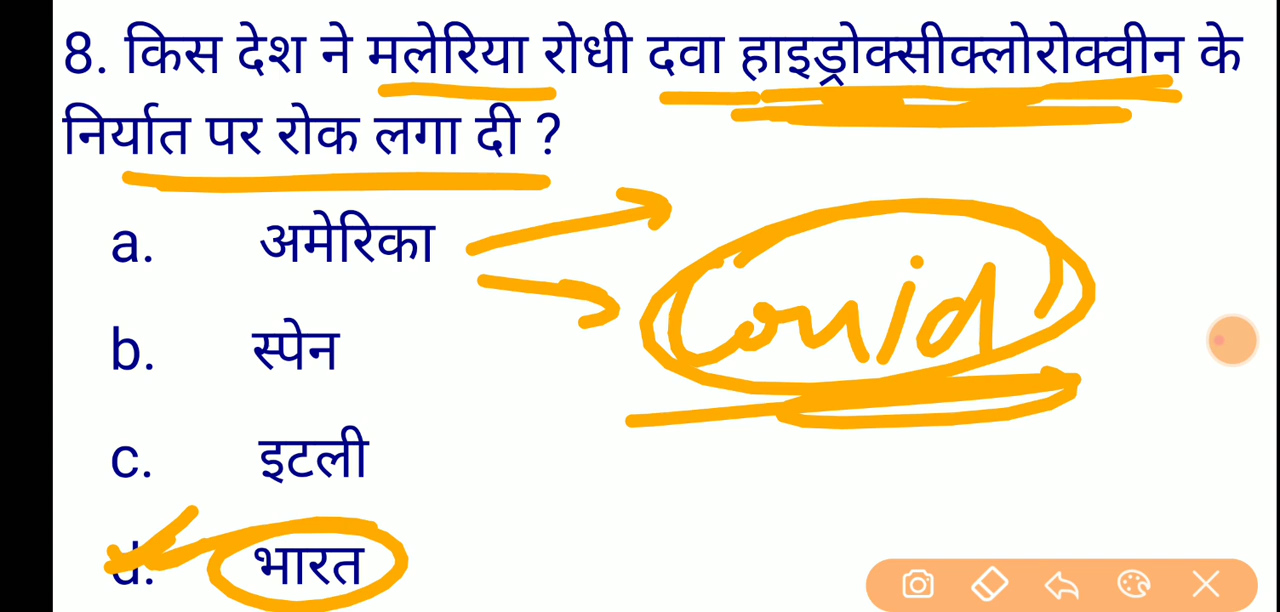 8. किस देश ने मलेरिया रोधी दवा हाइड्रोक्सीक्लोरोक्वीन के
निर्यात पर रोक लगा दी ?
a. अमेरिका
Covid
b. स्पेन
c. इटली
d. भारत